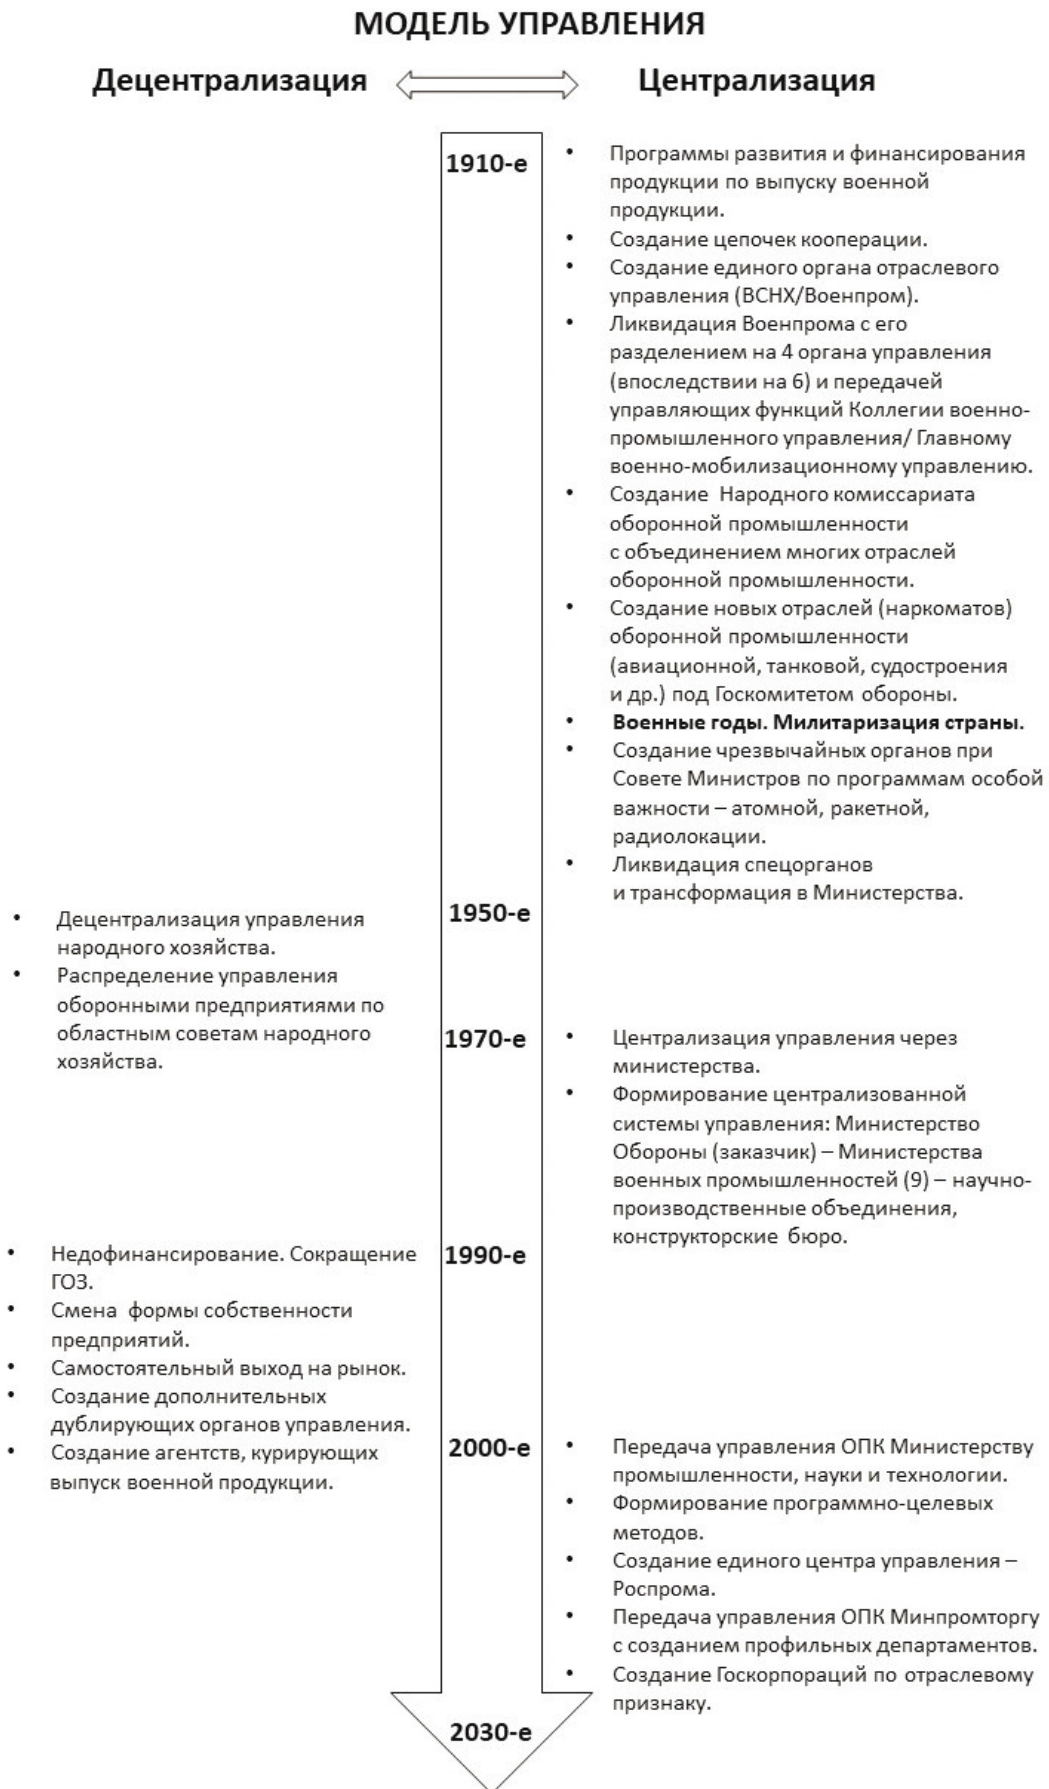 МОДЕЛЬ УПРАВЛЕНИЯ
Децентрализация
Централизация
1910-е
• Программы развития и финансирования
продукции по выпуску военной
продукции.
• Создание цепочек кооперации.
• Создание единого органа отраслевого
управления (ВСНХ/Военпром).
• Ликвидация Военпрома с его
разделением на 4 органа управления
(впоследствии на 6) и передачей
управляющих функций Коллегии военно-
промышленного управления/ Главному
военно-мобилизационному управлению.
• Создание Народного комиссариата
оборонной промышленности
с объединением многих отраслей
оборонной промышленности.
• Создание новых отраслей (наркоматов)
оборонной промышленности
(авиационной, танковой, судостроения
и др.) под Госкомитетом обороны.
• Военные годы. Милитаризация страны.
• Создание чрезвычайных органов при
Совете Министров по программам особой
важности – атомной, ракетной,
радиолокации.
• Ликвидация спецорганов
и трансформация в Министерства.
1950-е
• Децентрализация управления
народного хозяйства.
• Распределение управления
оборонными предприятиями по
областным советам народного
хозяйства.
1970-е
• Централизация управления через
министерства.
• Формирование централизованной
системы управления: Министерство
Обороны (заказчик) – Министерства
военных промышленностей (9) – научно-
производственные объединения,
конструкторские бюро.
1990-е
• Недофинансирование. Сокращение
ГОЗ.
• Смена формы собственности
предприятий.
• Самостоятельный выход на рынок.
• Создание дополнительных
дублирующих органов управления.
• Создание агентств, курирующих
выпуск военной продукции.
2000-е
• Передача управления ОПК Министерству
промышленности, науки и технологии.
• Формирование программно-целевых
методов.
• Создание единого центра управления –
Роспрома.
• Передача управления ОПК Минпромторгу
с созданием профильных департаментов.
• Создание Госкорпораций по отраслевому
признаку.
2030-е